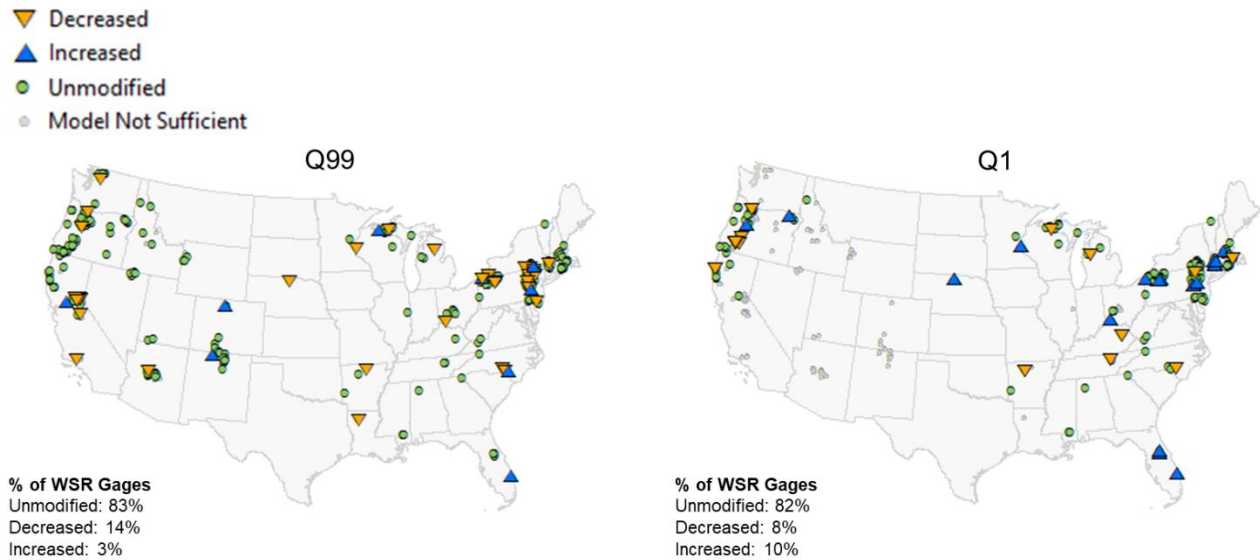 Decreased
Increased
Unmodified
Model Not Sufficient
Q99
Q1
% of WSR Gages
Unmodified: 83%
Decreased: 14%
Increased: 3%
% of WSR Gages
Unmodified: 82%
Decreased: 8%
Increased: 10%